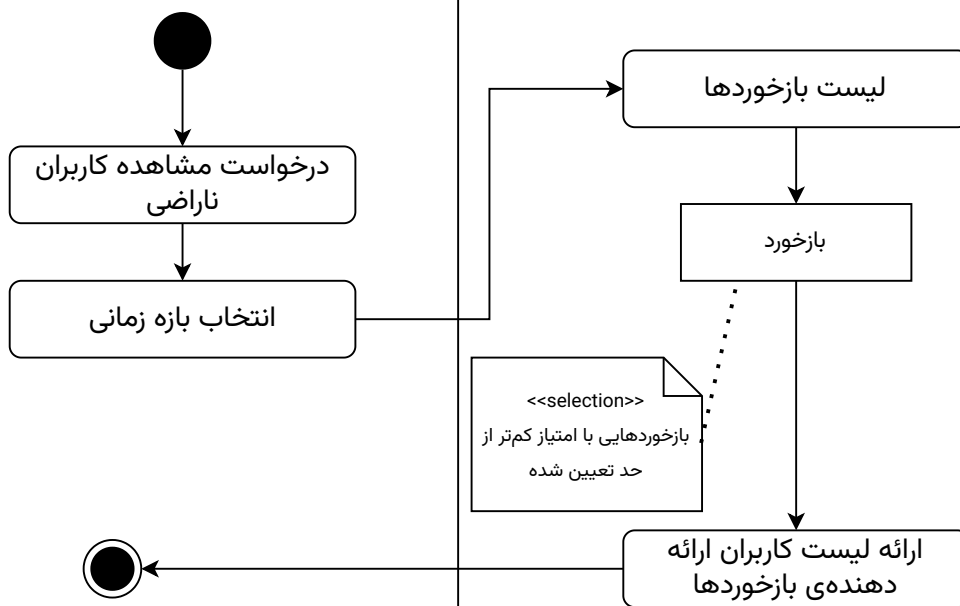 درخواست مشاهده کاربران
ناراضی
انتخاب بازه زمانی
لیست بازخوردها
بازخورد
<<selection>>
بازخوردهایی با امتیاز کم‌تر از
حد تعیین شده
ارائه لیست کاربران ارائه
دهنده‌ی بازخوردها